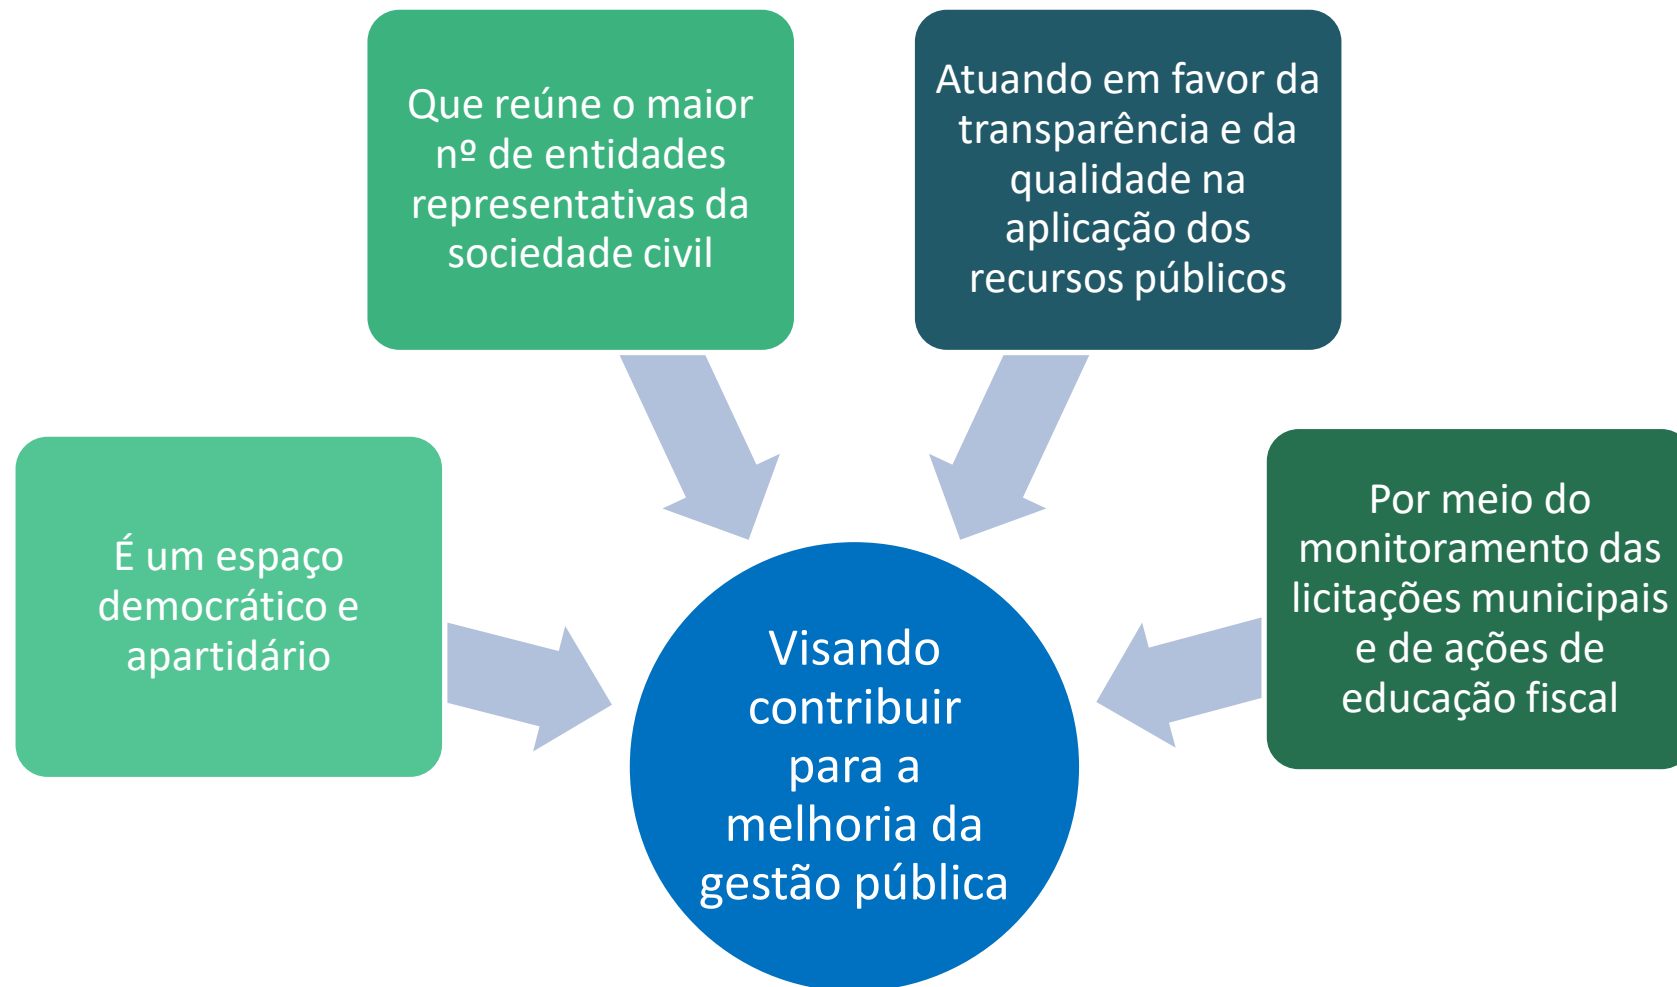 Que reúne o maior
nº de entidades
representativas da
sociedade civil
Atuando em favor da
transparência e da
qualidade na
aplicação dos
recursos públicos
É um espaço
democrático e
apartidário
Por meio do
monitoramento das
licitações municipais
e de ações de
educação fiscal
Visando
contribuir
para a
melhoria da
gestão pública